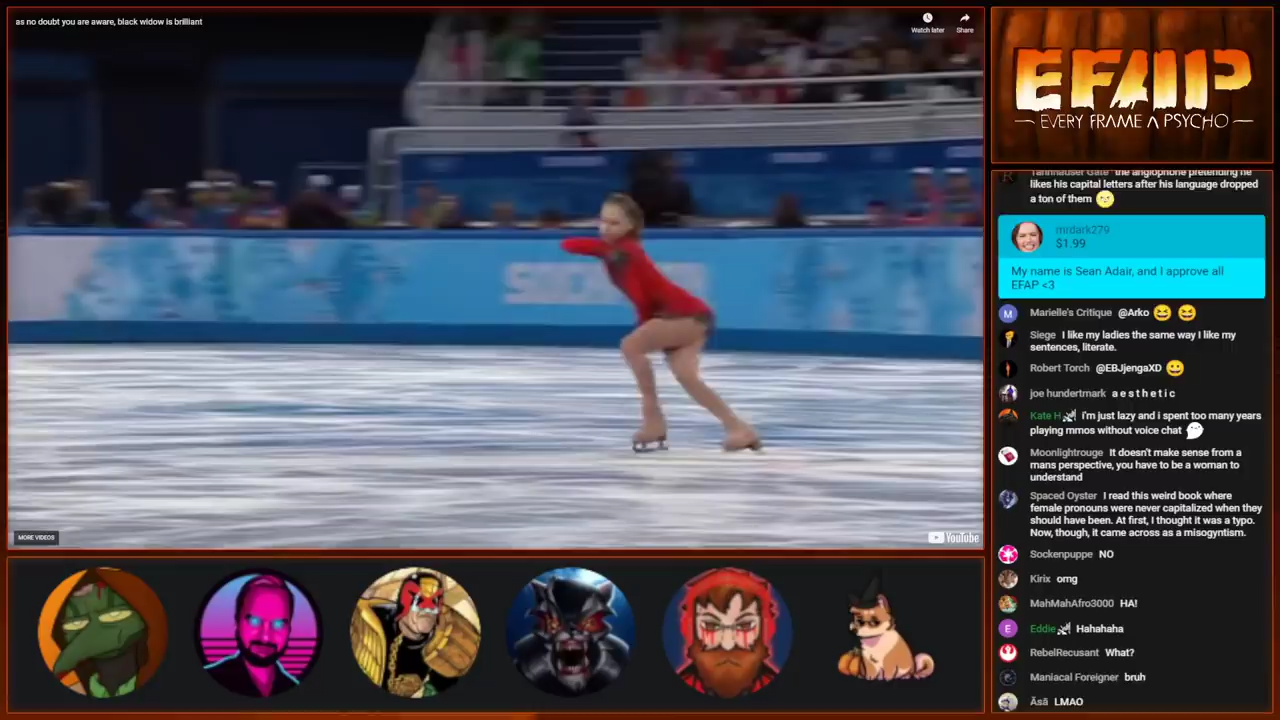 as no doubt you are aware, black widow is brilliant
Watch later
Share
MORE VIDEOS
YouTube
EFAP
EVERY FRAME A PSYCHO
Tannhauser Gate the anglophone pretending he
likes his capital letters after his language dropped
a ton of them
mrdark279
$1.99
My name is Sean Adair, and I approve all
EFAP <3
Marielle's Critique @Arko
Siege I like my ladies the same way I like my
sentences, literate.
Robert Torch @EBJjengaXD
joe hundertmark a e s t h e t i c
Kate H i'm just lazy and i spent too many years
playing mmos without voice chat
Moonlightrouge It doesn't make sense from a
mans perspective, you have to be a woman to
understand
Spaced Oyster I read this weird book where
female pronouns were never capitalized when they
should have been. At first, I thought it was a typo.
Now, though, it came across as a misogyntism.
Sockenpuppe NO
Kirix omg
MahMahAfro3000 HA!
Eddie Hahahaha
RebelRecusant What?
Maniacal Foreigner bruh
Äsä LMAO